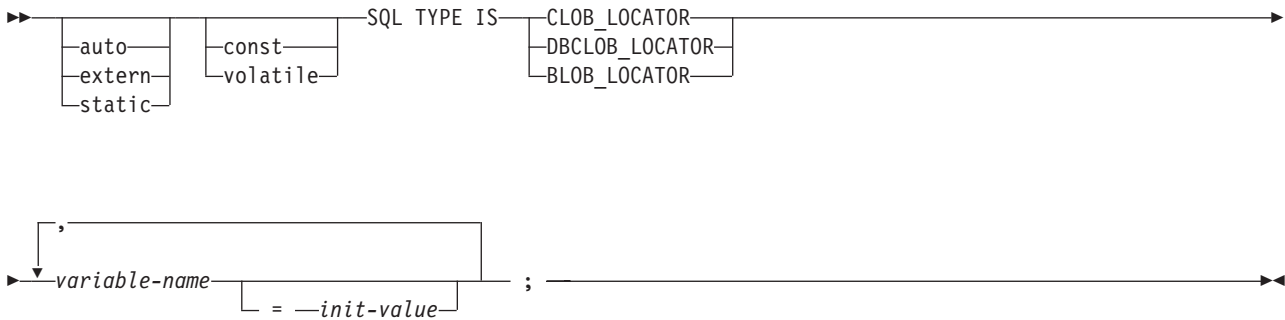 SQL TYPE IS CLOB_LOCATOR
auto const DBCLOB_LOCATOR
extern volatile BLOB_LOCATOR
static
,
variable-name ;
= init-value